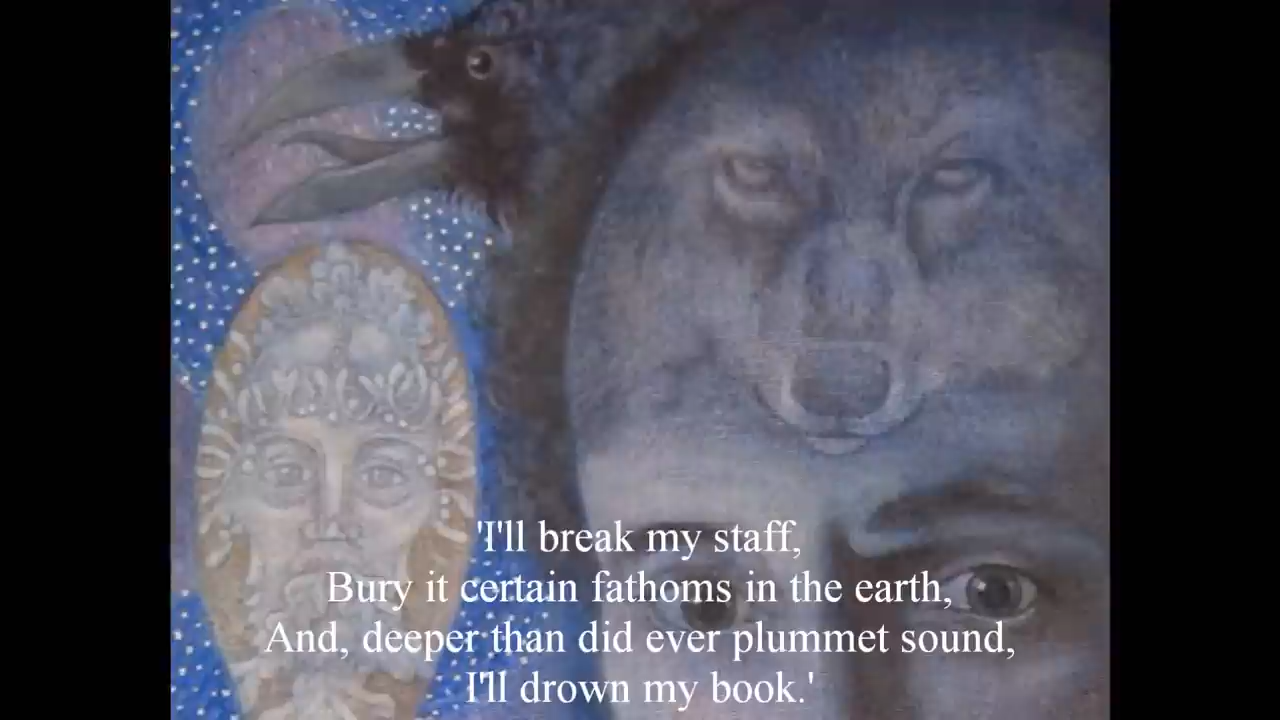 'I'll break my staff,
Bury it certain fathoms in the earth,
And, deeper than did ever plummet sound,
I'll drown my book.'